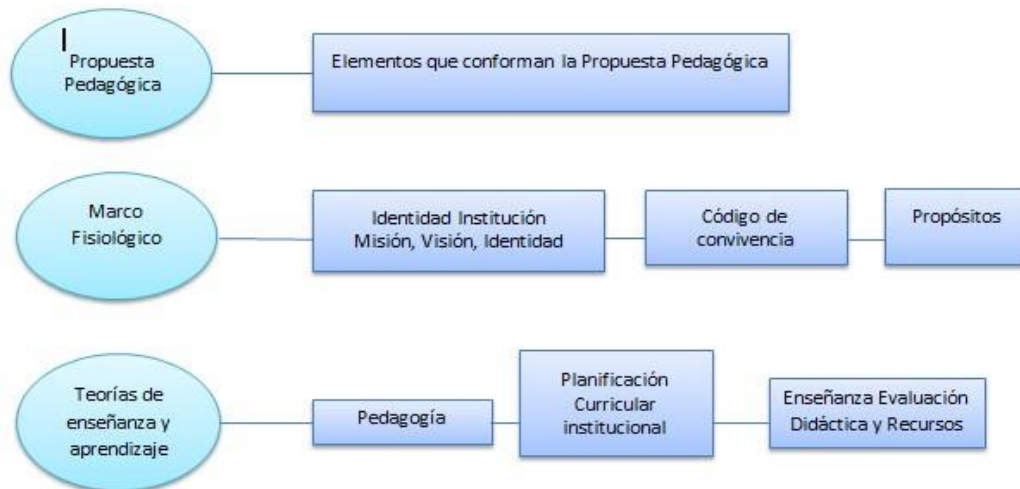 Propuesta
Pedagógica
Elementos que conforman la Propuesta Pedagógica
Marco
Fisiológico
Identidad Institución
Misión, Visión, Identidad
Código de
convivencia
Propósitos
Teorías de
enseñanza y
aprendizaje
Pedagogía
Planificación
Curricular
institucional
Enseñanza Evaluación
Didáctica y Recursos